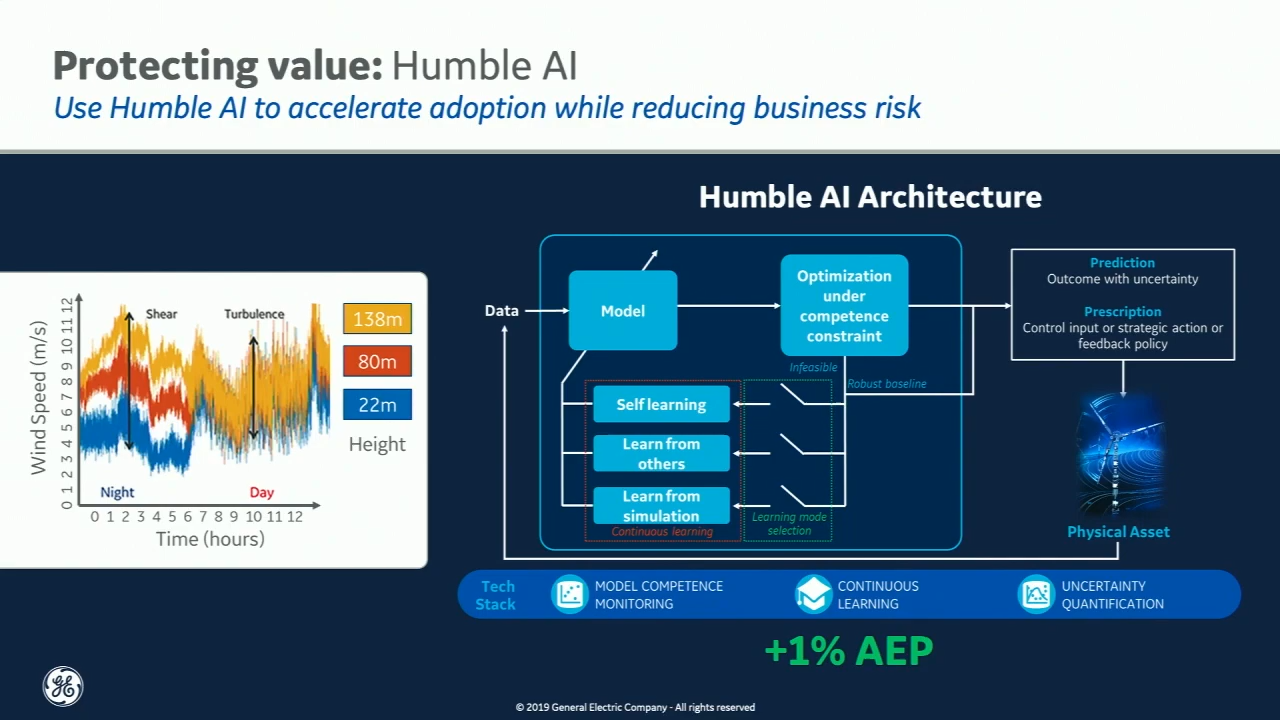 Protecting value: Humble AI
Use Humble AI to accelerate adoption while reducing business risk
Wind Speed (m/s)
12
11
10
9
8
7
6
5
4
3
2
1
0
Shear
Turbulence
Night
Day
0 1 2 3 4 5 6 7 8 9 10 11 12
Time (hours)
138m
80m
22m
Height
Humble AI Architecture
Data
Model
Optimization
under
competence
constraint
Infeasible
Robust baseline
Self learning
Learn from
others
Learn from
simulation
Continuous learning
Learning mode
selection
Prediction
Outcome with uncertainty
Prescription
Control input or strategic action or
feedback policy
Physical Asset
Tech
Stack
MODEL COMPETENCE
MONITORING
CONTINUOUS
LEARNING
UNCERTAINTY
QUANTIFICATION
+1% AEP
GE
© 2019 General Electric Company - All rights reserved